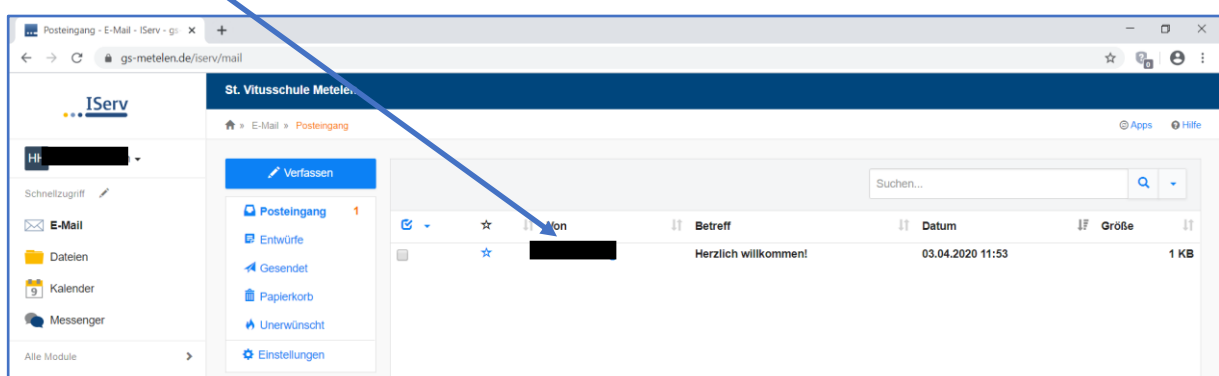 Posteingang - E-Mail - IServ - gs
gs-metelen.de/iserv/mail
IServ
St. Vitusschule Metelen
E-Mail » Posteingang
Apps Hilfe
HH
Schnellzugriff
E-Mail
Dateien
9
Kalender
Messenger
Alle Module
Verfassen
Posteingang 1
Entwürfe
Gesendet
Papierkorb
Unerwünscht
Einstellungen
Suchen...
Von Betreff Datum Größe
Herzlich willkommen! 03.04.2020 11:53 1 KB